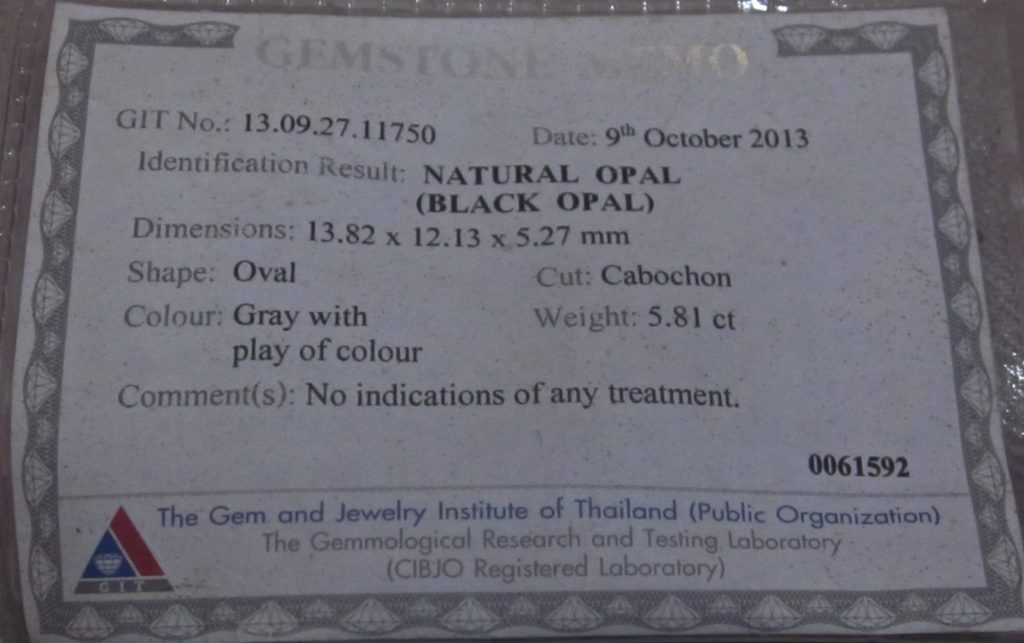 GEMSTONE MEMO
GIT No.: 13.09.27.11750 Date: 9th October 2013
Identification Result: NATURAL OPAL
(BLACK OPAL)
Dimensions: 13.82 x 12.13 x 5.27 mm
Shape: Oval Cut: Cabochon
Colour: Gray with Weight: 5.81 ct
play of colour
Comment(s): No indications of any treatment.
0061592
The Gem and Jewelry Institute of Thailand (Public Organization)
The Gemmological Research and Testing Laboratory
(CIBJO Registered Laboratory)
GIT